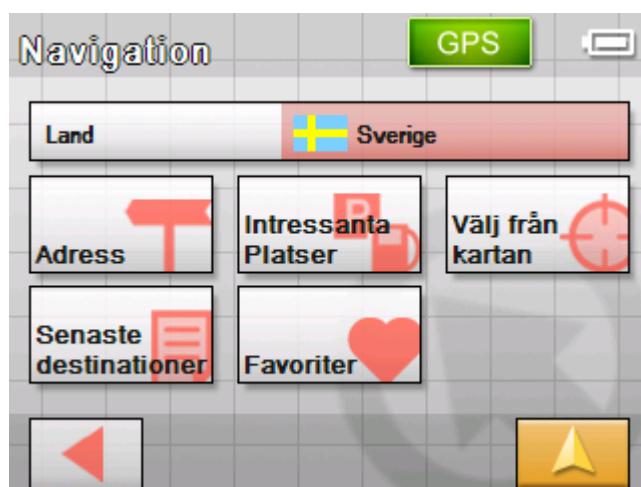 Navigation
GPS
Land
Sverige
Adress
Intressanta
Platser
Välj från
kartan
Senaste
destinationer
Favoriter